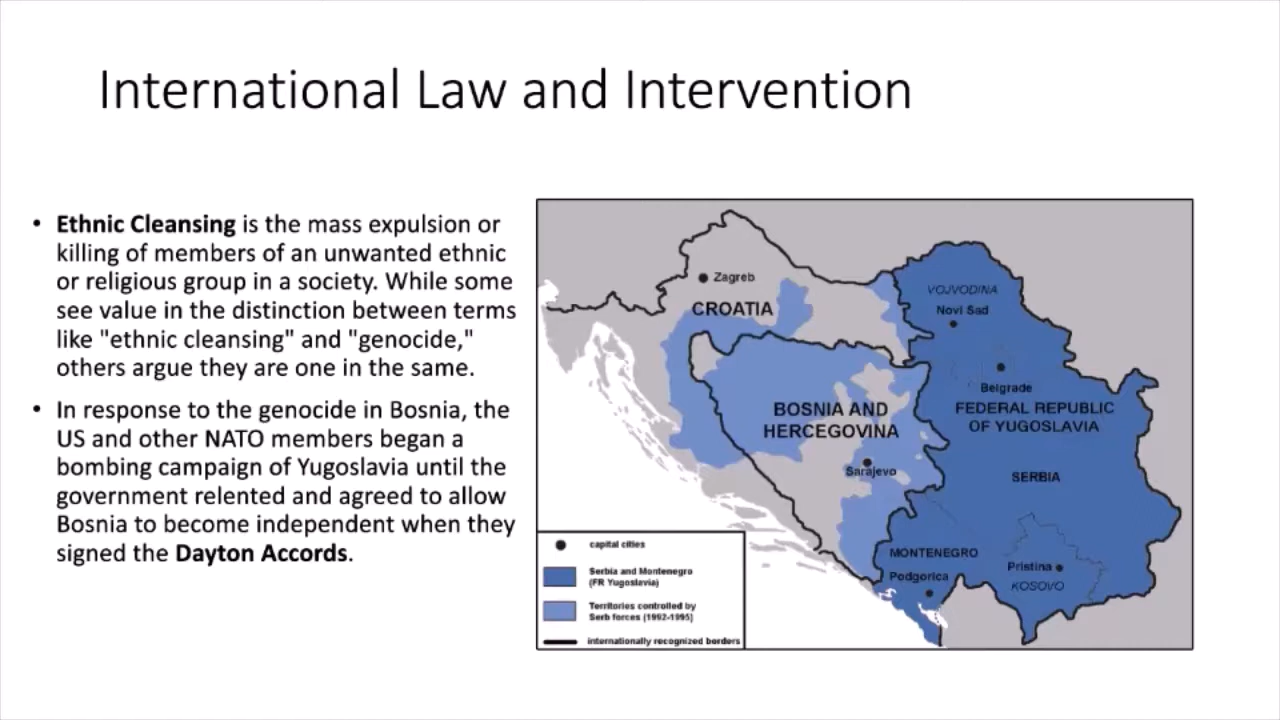 International Law and Intervention
• Ethnic Cleansing is the mass expulsion or
killing of members of an unwanted ethnic
or religious group in a society. While some
see value in the distinction between terms
like "ethnic cleansing" and "genocide,"
others argue they are one in the same.
• In response to the genocide in Bosnia, the
US and other NATO members began a
bombing campaign of Yugoslavia until the
government relented and agreed to allow
Bosnia to become independent when they
signed the Dayton Accords.
Zagreb
CROATIA
VOJVODINA
Novi Sad
Belgrade
FEDERAL REPUBLIC
OF YUGOSLAVIA
BOSNIA AND
HERCEGOVINA
Sarajevo
SERBIA
MONTENEGRO
Podgorica
Pristina
KOSOVO
capital cities
Serbia and Montenegro
(FR Yugoslavia)
Territories controlled by
Serb forces (1992-1995)
internationally recognized borders